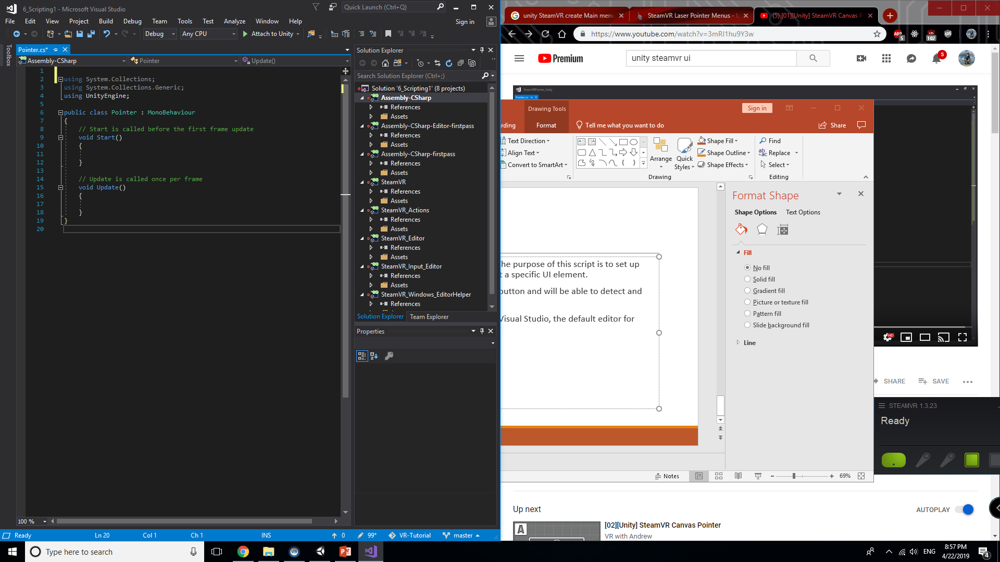 6_Scripting1 - Microsoft Visual Studio
Quick Launch (Ctrl+Q)
File Edit View Project Build Debug Team Tools Test Analyze Window Help
Sign in
Debug Any CPU Attach to Unity
Toolbox
Pointer.cs*
Assembly-CSharp Pointer Update()
1
2 using System.Collections;
3 using System.Collections.Generic;
4 using UnityEngine;
5
6 public class Pointer : MonoBehaviour
7 {
8 // Start is called before the first frame update
9 void Start()
10 {
11
12 }
13
14 // Update is called once per frame
15 void Update()
16 {
17
18 }
19 }
20
100 %
Solution Explorer
Search Solution Explorer (Ctrl+;)
Solution '6_Scripting1' (8 projects)
Assembly-CSharp
References
Assets
Assembly-CSharp-Editor-firstpass
References
Assets
Assembly-CSharp-firstpass
References
Assets
SteamVR
References
Assets
SteamVR_Actions
References
Assets
SteamVR_Editor
References
Assets
SteamVR_Input_Editor
References
Assets
SteamVR_Windows_EditorHelper
References
Solution Explorer Team Explorer
Properties
Ready Ln 20 Col 1 Ch 1 INS 0 99* VR-Tutorial master
unity SteamVR create Main menu
SteamVR Laser Pointer Menus - U
(5) [01][Unity] SteamVR Canvas P
https://www.youtube.com/watch?v=3mRI1hu9Y3w
ABP 5 102
Premium
unity steamvr ui
5
SteamVRPointer_Unity
Pointer.cs
Drawing Tools
Sign in
rding Format Tell me what you want to do Share
Text Direction
Align Text
Convert to SmartArt
Arrange
Quick Styles
Shape Fill
Shape Outline
Shape Effects
Drawing
Find
Replace
Select
Editing
he purpose of this script is to set up
t a specific UI element.
button and will be able to detect and
Visual Studio, the default editor for
Format Shape
Shape Options Text Options
Fill
No fill
Solid fill
Gradient fill
Picture or texture fill
Pattern fill
Slide background fill
Line
Notes 69%
HD
SHARE SAVE
STEAMVR 1.3.23
Ready
Up next
AUTOPLAY
A
[02][Unity] SteamVR Canvas Pointer
VR with Andrew
Type here to search
VR
ENG
8:57 PM
4/22/2019
4